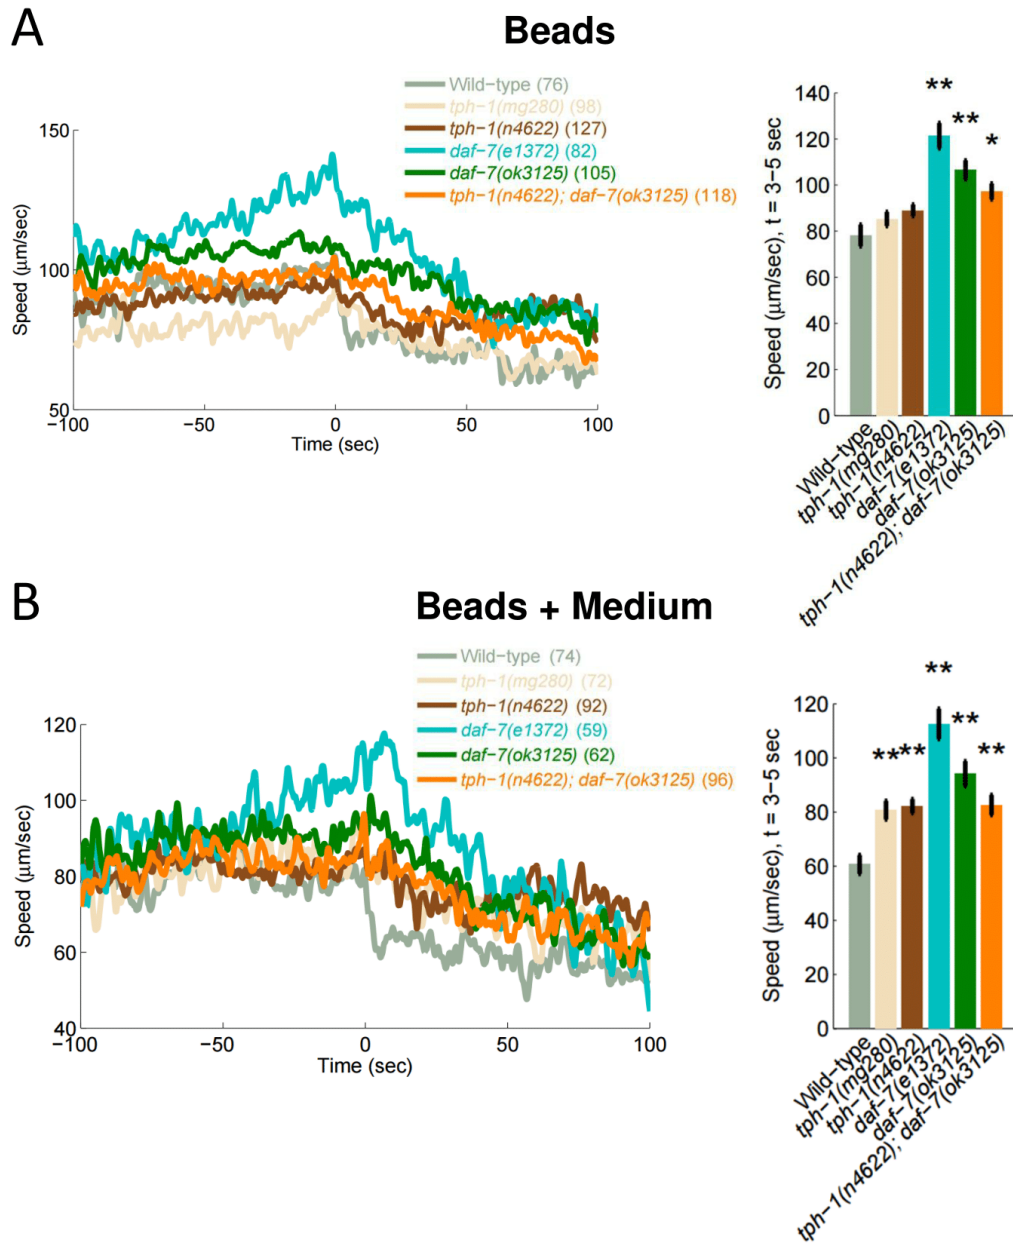 A
Beads
Wild-type (76)
tph-1(mg280) (98)
tph-1(n4622) (127)
daf-7(e1372) (82)
daf-7(ok3125) (105)
tph-1(n4622); daf-7(ok3125) (118)
150
100
50
Speed (μm/sec)
-100
-50
0
50
100
Time (sec)
140
120
100
80
60
40
20
0
Speed (μm/sec), t = 3-5 sec
**
**
*
Wild-type
tph-1(mg280)
tph-1(n4622)
daf-7(e1372)
daf-7(ok3125)
tph-1(n4622); daf-7(ok3125)
B
Beads + Medium
Wild-type (74)
tph-1(mg280) (72)
tph-1(n4622) (92)
daf-7(e1372) (59)
daf-7(ok3125) (62)
tph-1(n4622); daf-7(ok3125) (96)
120
100
80
60
40
Speed (μm/sec)
-100
-50
0
50
100
Time (sec)
120
100
80
60
40
20
0
Speed (μm/sec), t = 3-5 sec
**
**
**
**
**
Wild-type
tph-1(mg280)
tph-1(n4622)
daf-7(e1372)
daf-7(ok3125)
tph-1(n4622); daf-7(ok3125)